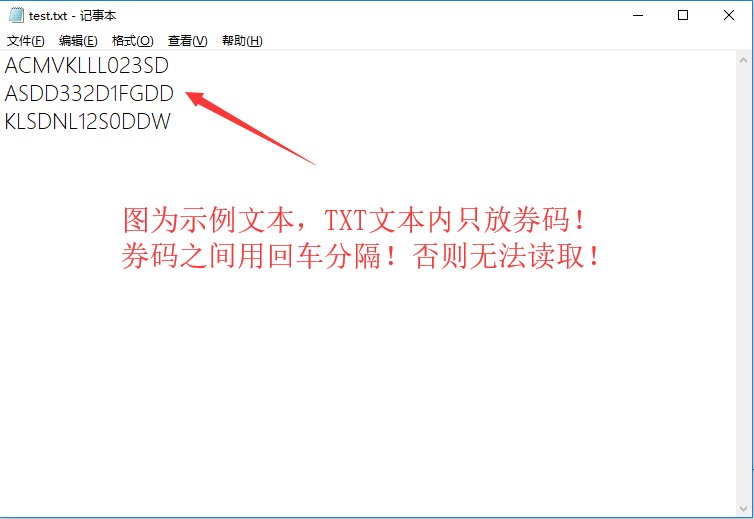 test.txt - 记事本
文件(F) 编辑(E) 格式(O) 查看(V) 帮助(H)
ACMVKLLL023SD
ASDD332D1FGDD
KLSDNL12S0DDW
图为示例文本，TXT文本内只放券码！
券码之间用回车分隔！否则无法读取！